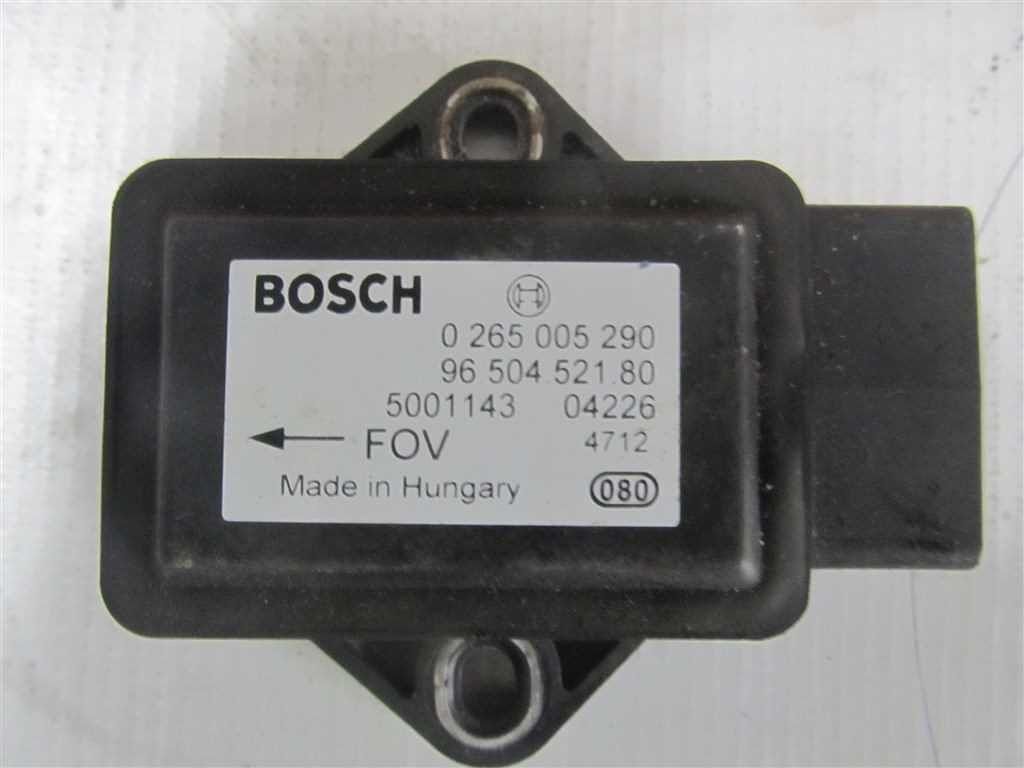 BOSCH
0 265 005 290
96 504.521.80
5001143 04226
FOV 4712
Made in Hungary 080